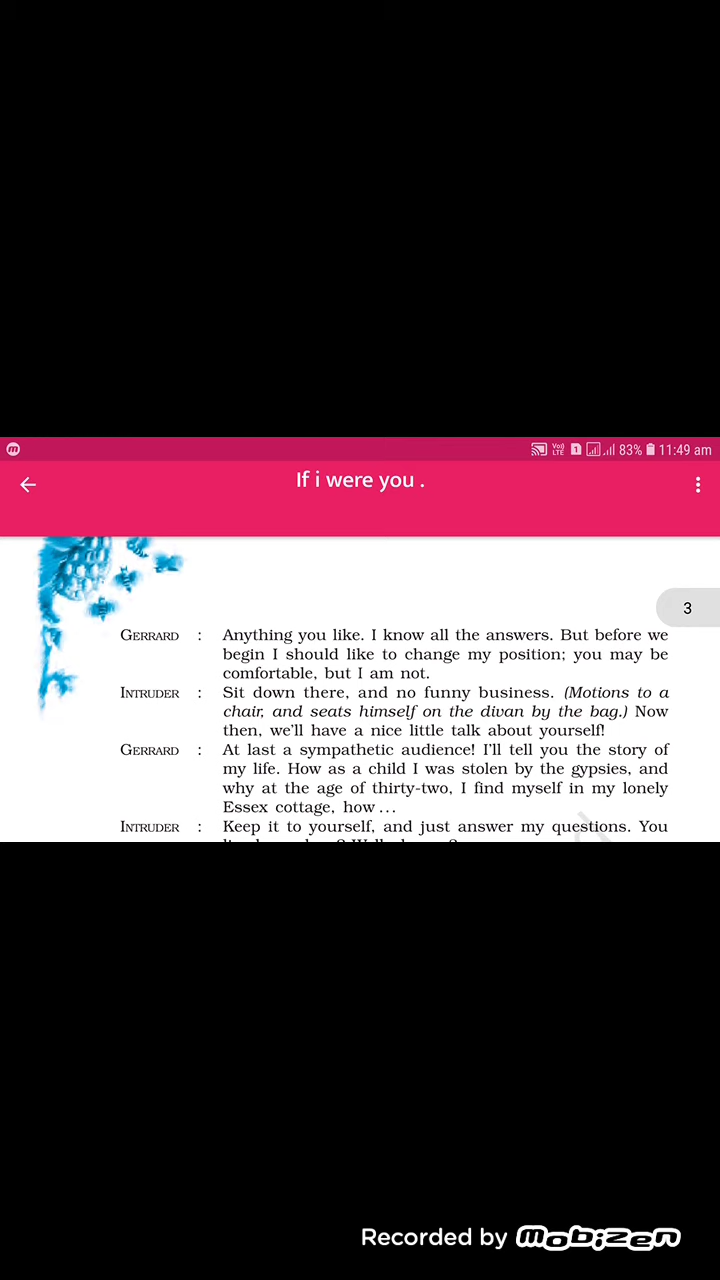 83% 11:49 am
If i were you .
3
GERRARD : Anything you like. I know all the answers. But before we
begin I should like to change my position; you may be
comfortable, but I am not.
INTRUDER : Sit down there, and no funny business. (Motions to a
chair, and seats himself on the divan by the bag.) Now
then, we'll have a nice little talk about yourself!
GERRARD : At last a sympathetic audience! I'll tell you the story of
my life. How as a child I was stolen by the gypsies, and
why at the age of thirty-two, I find myself in my lonely
Essex cottage, how ...
INTRUDER : Keep it to yourself, and just answer my questions. You
Recorded by mobizen